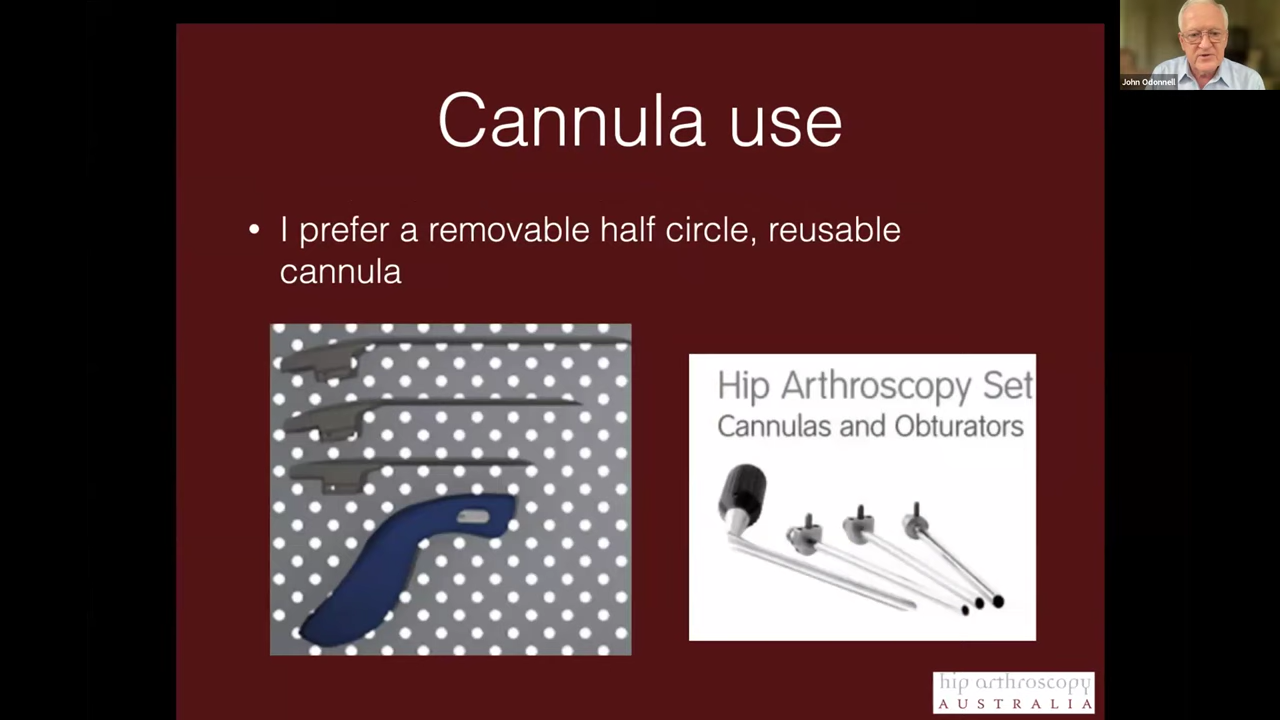 Cannula use
• I prefer a removable half circle, reusable
cannula
Hip Arthroscopy Set
Cannulas and Obturators
hip arthroscopy
AUSTRALIA
John Odonnell